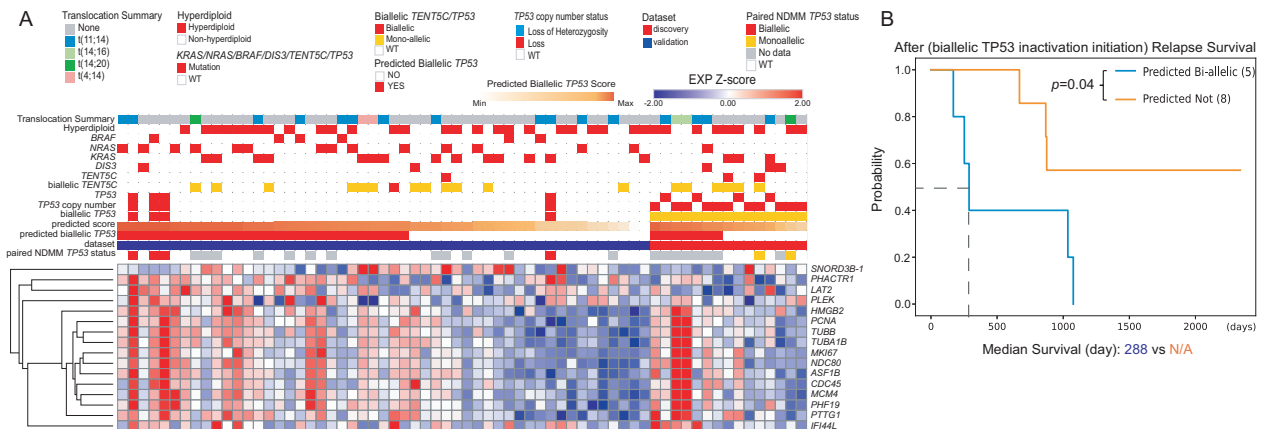 A
Translocation Summary
None
t(11;14)
t(14;16)
t(14;20)
t(4;14)
Hyperdiploid
Hyperdiploid
Non-hyperdiploid
KRAS/NRAS/BRAF/DIS3/TENT5C/TP53
Mutation
WT
Biallelic TENT5C/TP53
Biallelic
Mono-allelic
WT
Predicted Biallelic TP53
NO
YES
TP53 copy number status
Loss of Heterozygosity
Loss
WT
Dataset
discovery
validation
Paired NDMM TP53 status
Biallelic
Monoallelic
No data
WT
Predicted Biallelic TP53 Score
Min
Max
EXP Z-score
-2.00
0.00
2.00
Translocation Summary
Hyperdiploid
BRAF
NRAS
KRAS
DIS3
TENT5C
biallelic TENT5C
TP53
TP53 copy number
biallelic TP53
predicted score
predicted biallelic TP53
dataset
paired NDMM TP53 status
SNORD3B-1
PHACTR1
LAT2
PLEK
HMGB2
PCNA
TUBB
TUBA1B
MKI67
NDC80
ASF1B
CDC45
MCM4
PHF19
PTTG1
IFI44L
B
After (biallelic TP53 inactivation initiation) Relapse Survival
p=0.04
Predicted Bi-allelic (5)
Predicted Not (8)
Probability
1.0
0.8
0.6
0.4
0.2
0.0
0
500
1000
1500
2000
(days)
Median Survival (day): 288 vs N/A